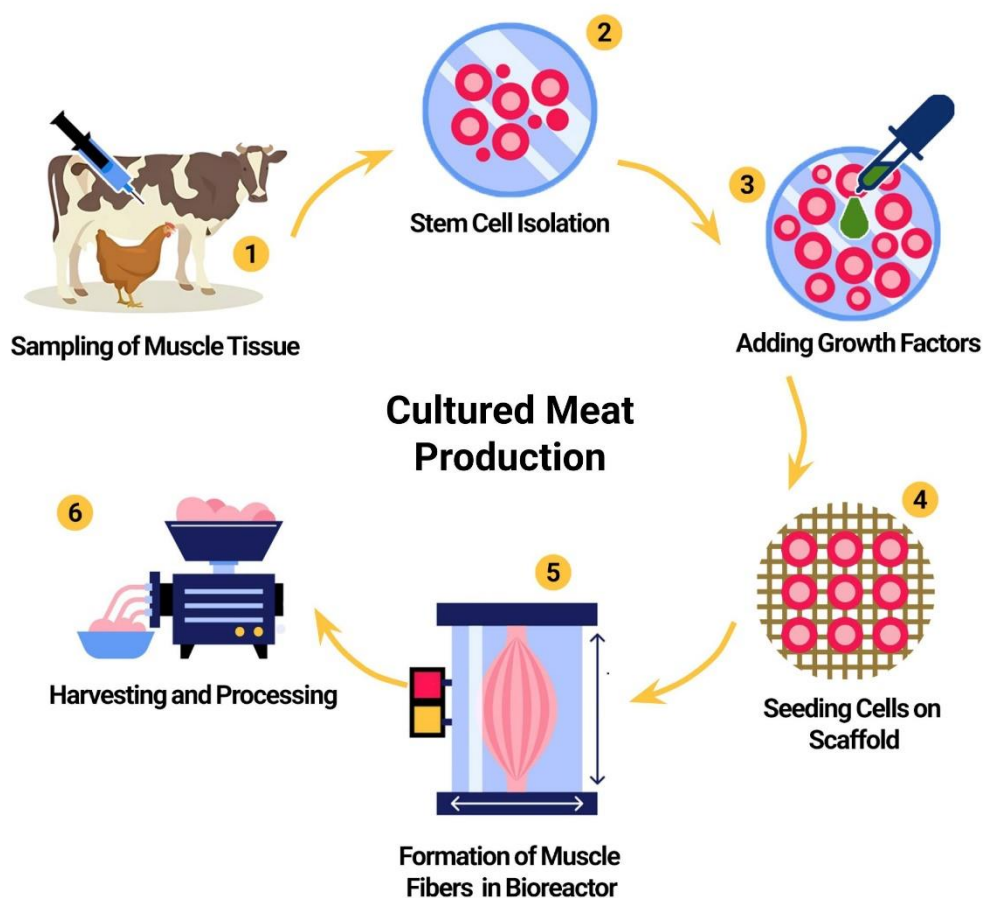 1
Sampling of Muscle Tissue
2
Stem Cell Isolation
3
Adding Growth Factors
Cultured Meat
Production
4
Seeding Cells on
Scaffold
5
Formation of Muscle
Fibers in Bioreactor
6
Harvesting and Processing